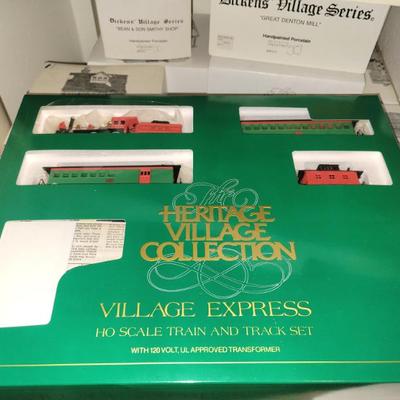 Dickens' Village Series®
"BEAN & SON SMITHY SHOP"
Handpainted Porcelain
Dickens' Village Series®
"GREAT DENTON MILL"
Handpainted Porcelain
The
HERITAGE
VILLAGE
COLLECTION
VILLAGE EXPRESS
HO SCALE TRAIN AND TRACK SET
WITH 120 VOLT, UL APPROVED TRANSFORMER